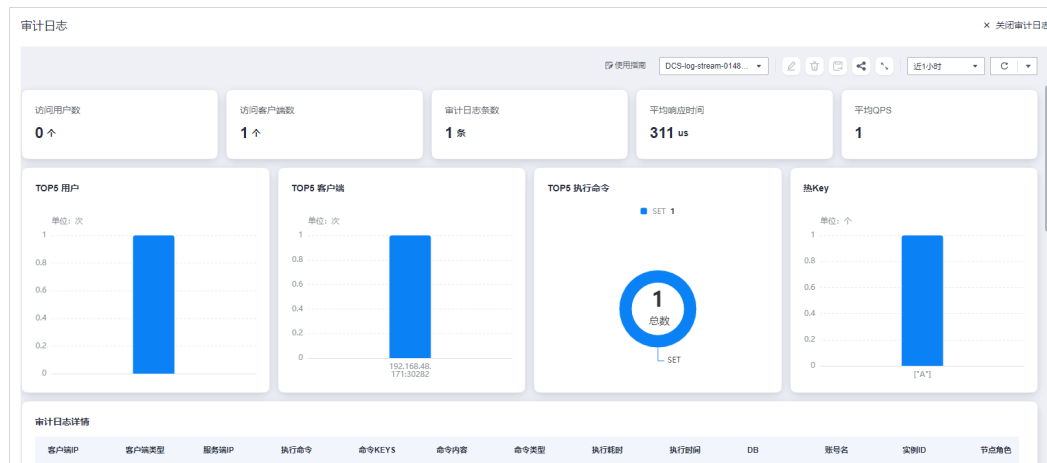 审计日志
× 关闭审计日志
使用指南
DCS-log-stream-0148...
近1小时
访问用户数
0 个
访问客户端数
1 个
审计日志条数
1 条
平均响应时间
311 us
平均QPS
1
TOP5 用户
单位：次
1
0.8
0.6
0.4
0.2
0
TOP5 客户端
单位：次
1
0.8
0.6
0.4
0.2
0
192.168.48.
171:30282
TOP5 执行命令
SET 1
1
总数
SET
热Key
单位：个
1
0.8
0.6
0.4
0.2
0
["A"]
审计日志详情
客户端IP 客户端类型 服务端IP 执行命令 命令KEYS 命令内容 命令类型 执行耗时 执行时间 DB 账号名 实例ID 节点角色